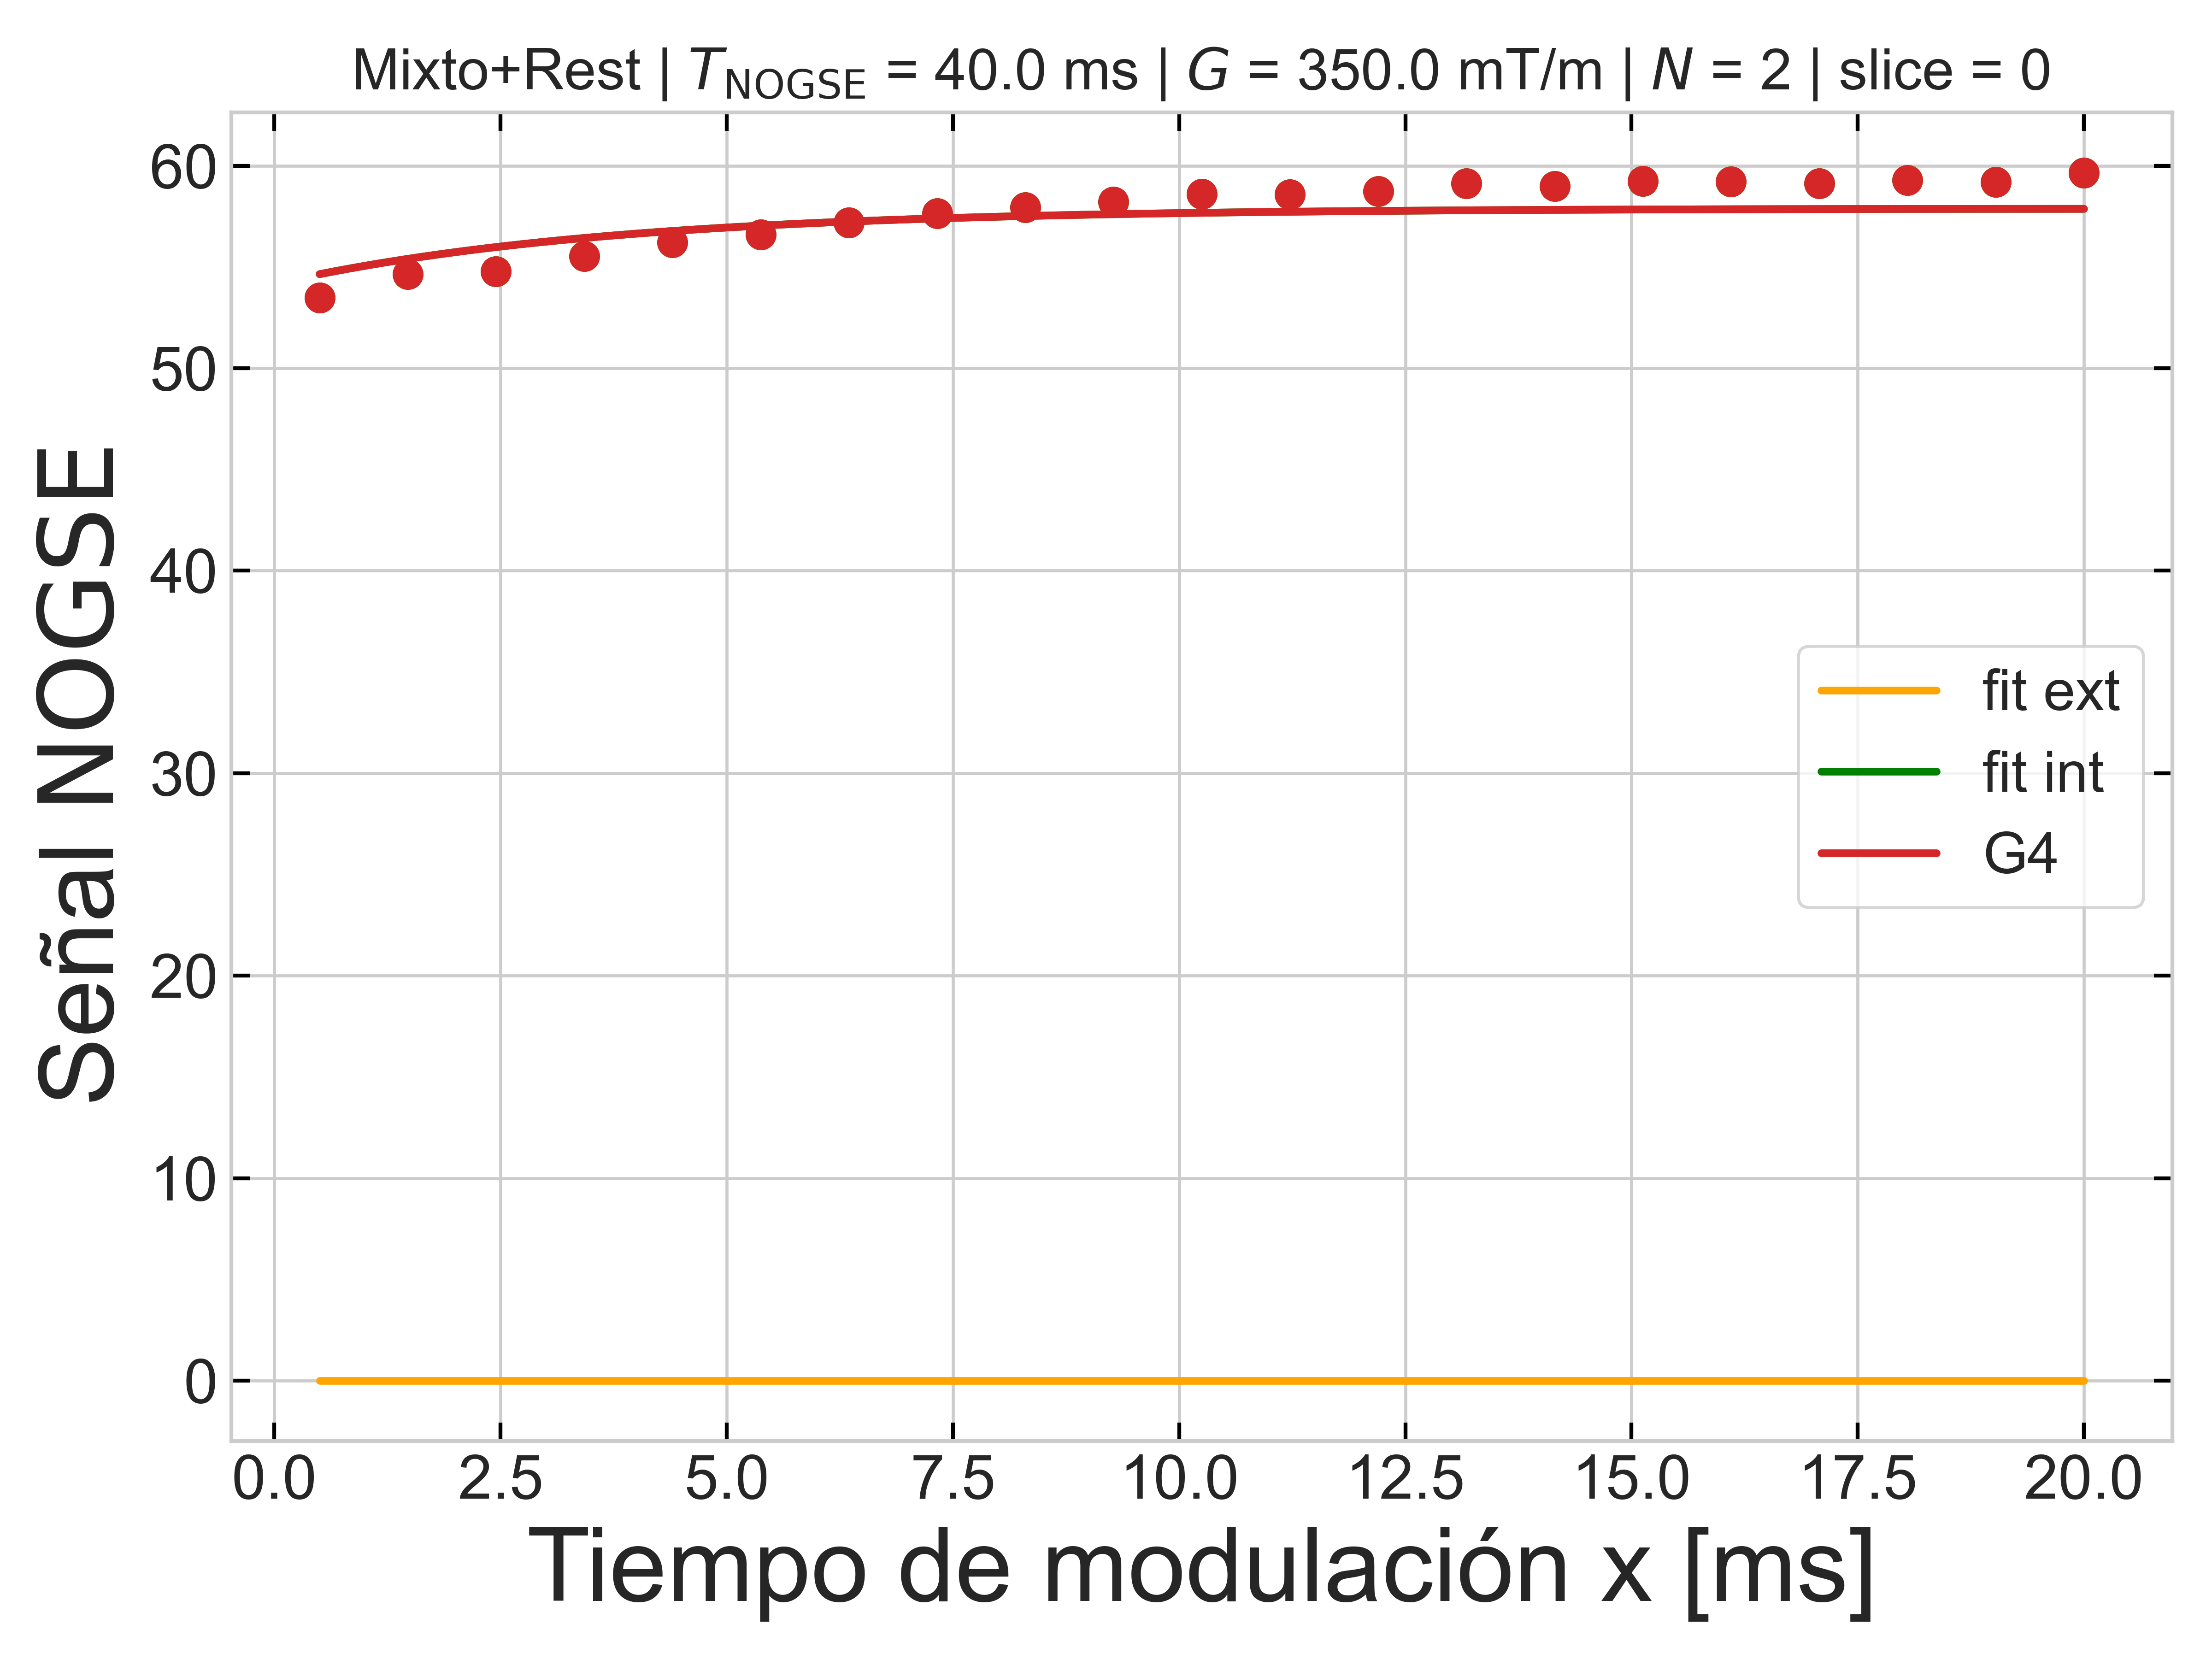 Mixto+Rest | T_NOGSE = 40.0 ms | G = 350.0 mT/m | N = 2 | slice = 0
Señal NOGSE
60
50
40
30
20
10
0
fit ext
fit int
G4
0.0 2.5 5.0 7.5 10.0 12.5 15.0 17.5 20.0
Tiempo de modulación x [ms]